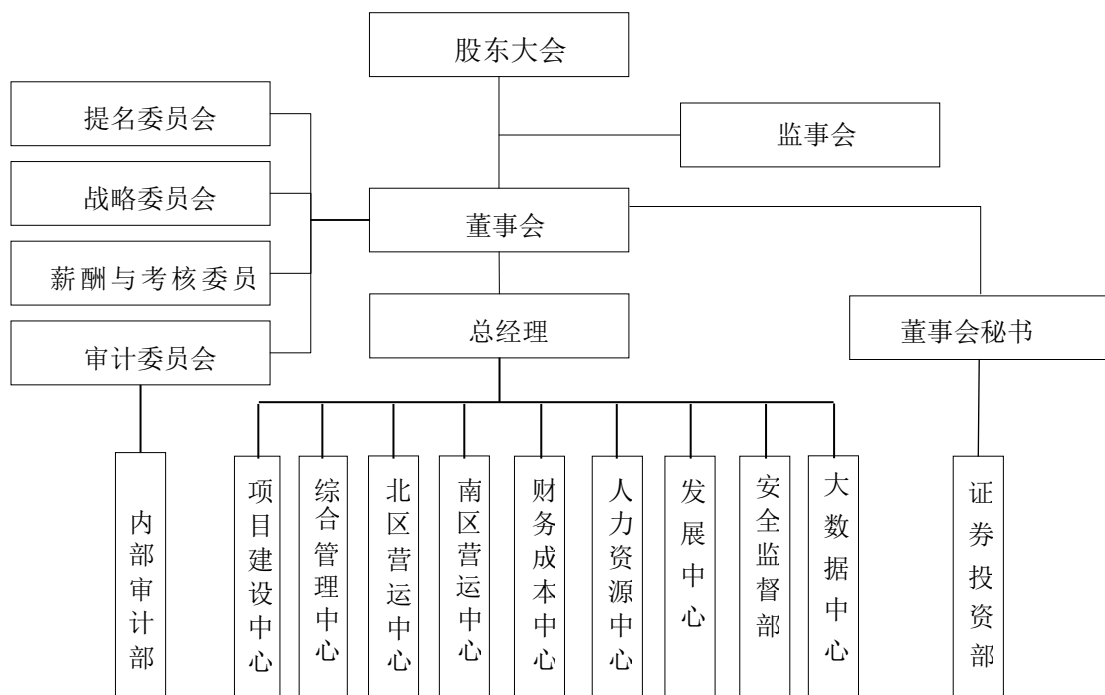 股东大会
提名委员会
监事会
战略委员会
董事会
薪酬与考核委员
总经理
董事会秘书
审计委员会
内部审计部
项目建设中心
综合管理中心
北区营运中心
南区营运中心
财务成本中心
人力资源中心
发展中心
安全监督部
大数据中心
证券投资部